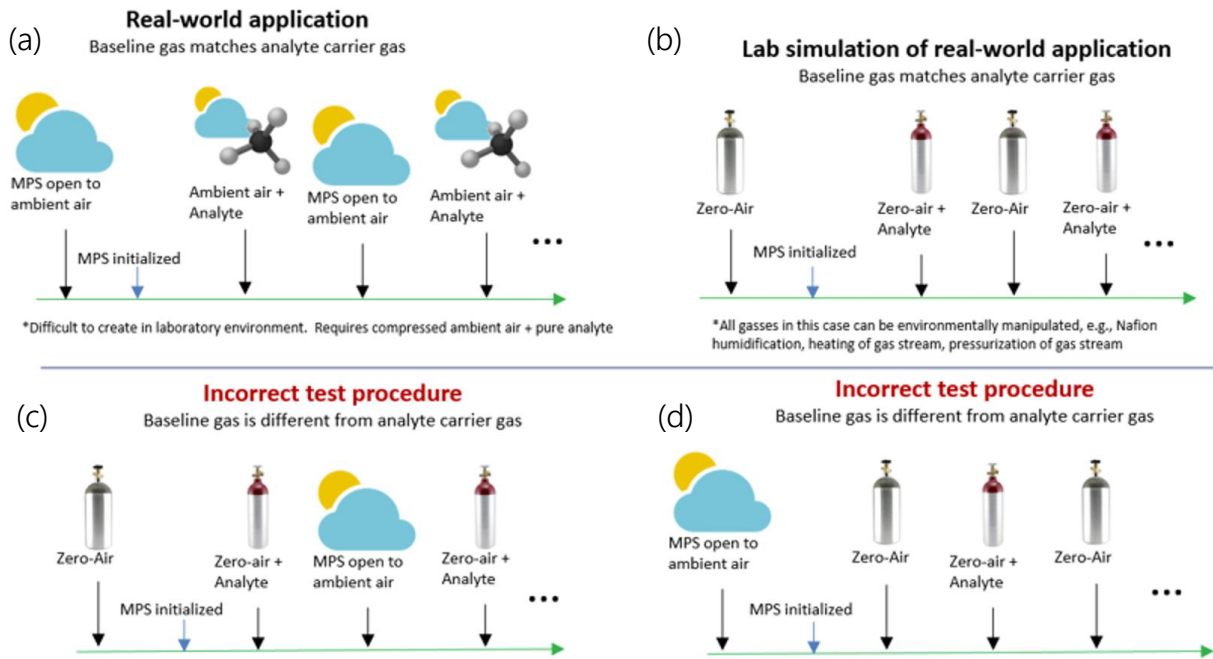 (a)
Real-world application
Baseline gas matches analyte carrier gas
MPS open to
ambient air
Ambient air +
Analyte
MPS open to
ambient air
Ambient air +
Analyte
...
MPS initialized
*Difficult to create in laboratory environment.  Requires compressed ambient air + pure analyte
(b)
Lab simulation of real-world application
Baseline gas matches analyte carrier gas
Zero-Air
Zero-air +
Analyte
Zero-Air
Zero-air +
Analyte
...
MPS initialized
*All gasses in this case can be environmentally manipulated, e.g., Nafion
humidification, heating of gas stream, pressurization of gas stream
(c)
Incorrect test procedure
Baseline gas is different from analyte carrier gas
Zero-Air
Zero-air +
Analyte
MPS open to
ambient air
Zero-air +
Analyte
...
MPS initialized
(d)
Incorrect test procedure
Baseline gas is different from analyte carrier gas
MPS open to
ambient air
Zero-Air
Zero-air +
Analyte
Zero-Air
...
MPS initialized